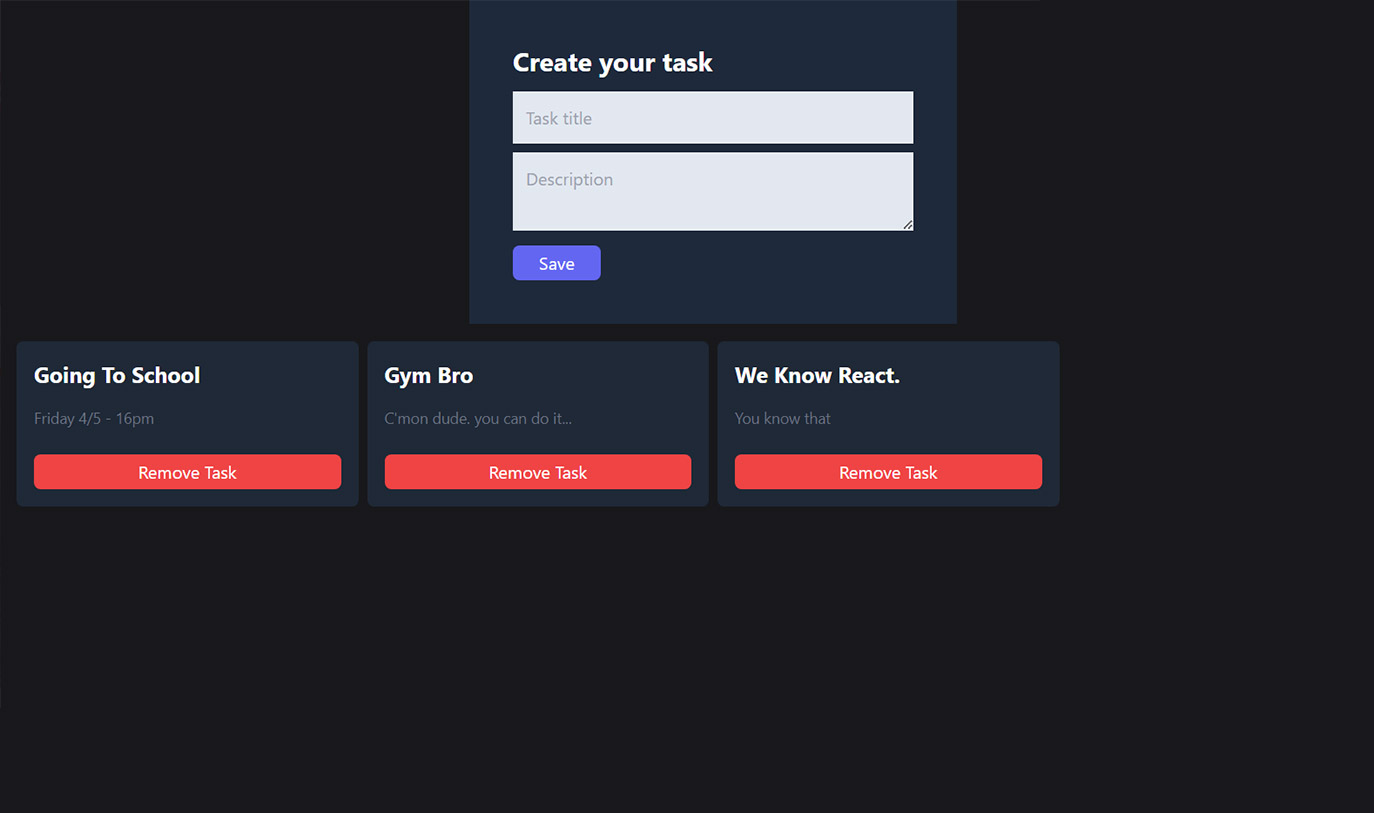 Create your task
Task title
Description
Save
Going To School
Gym Bro
We Know React.
Friday 4/5 - 16pm
C'mon dude. you can do it...
You know that
Remove Task
Remove Task
Remove Task